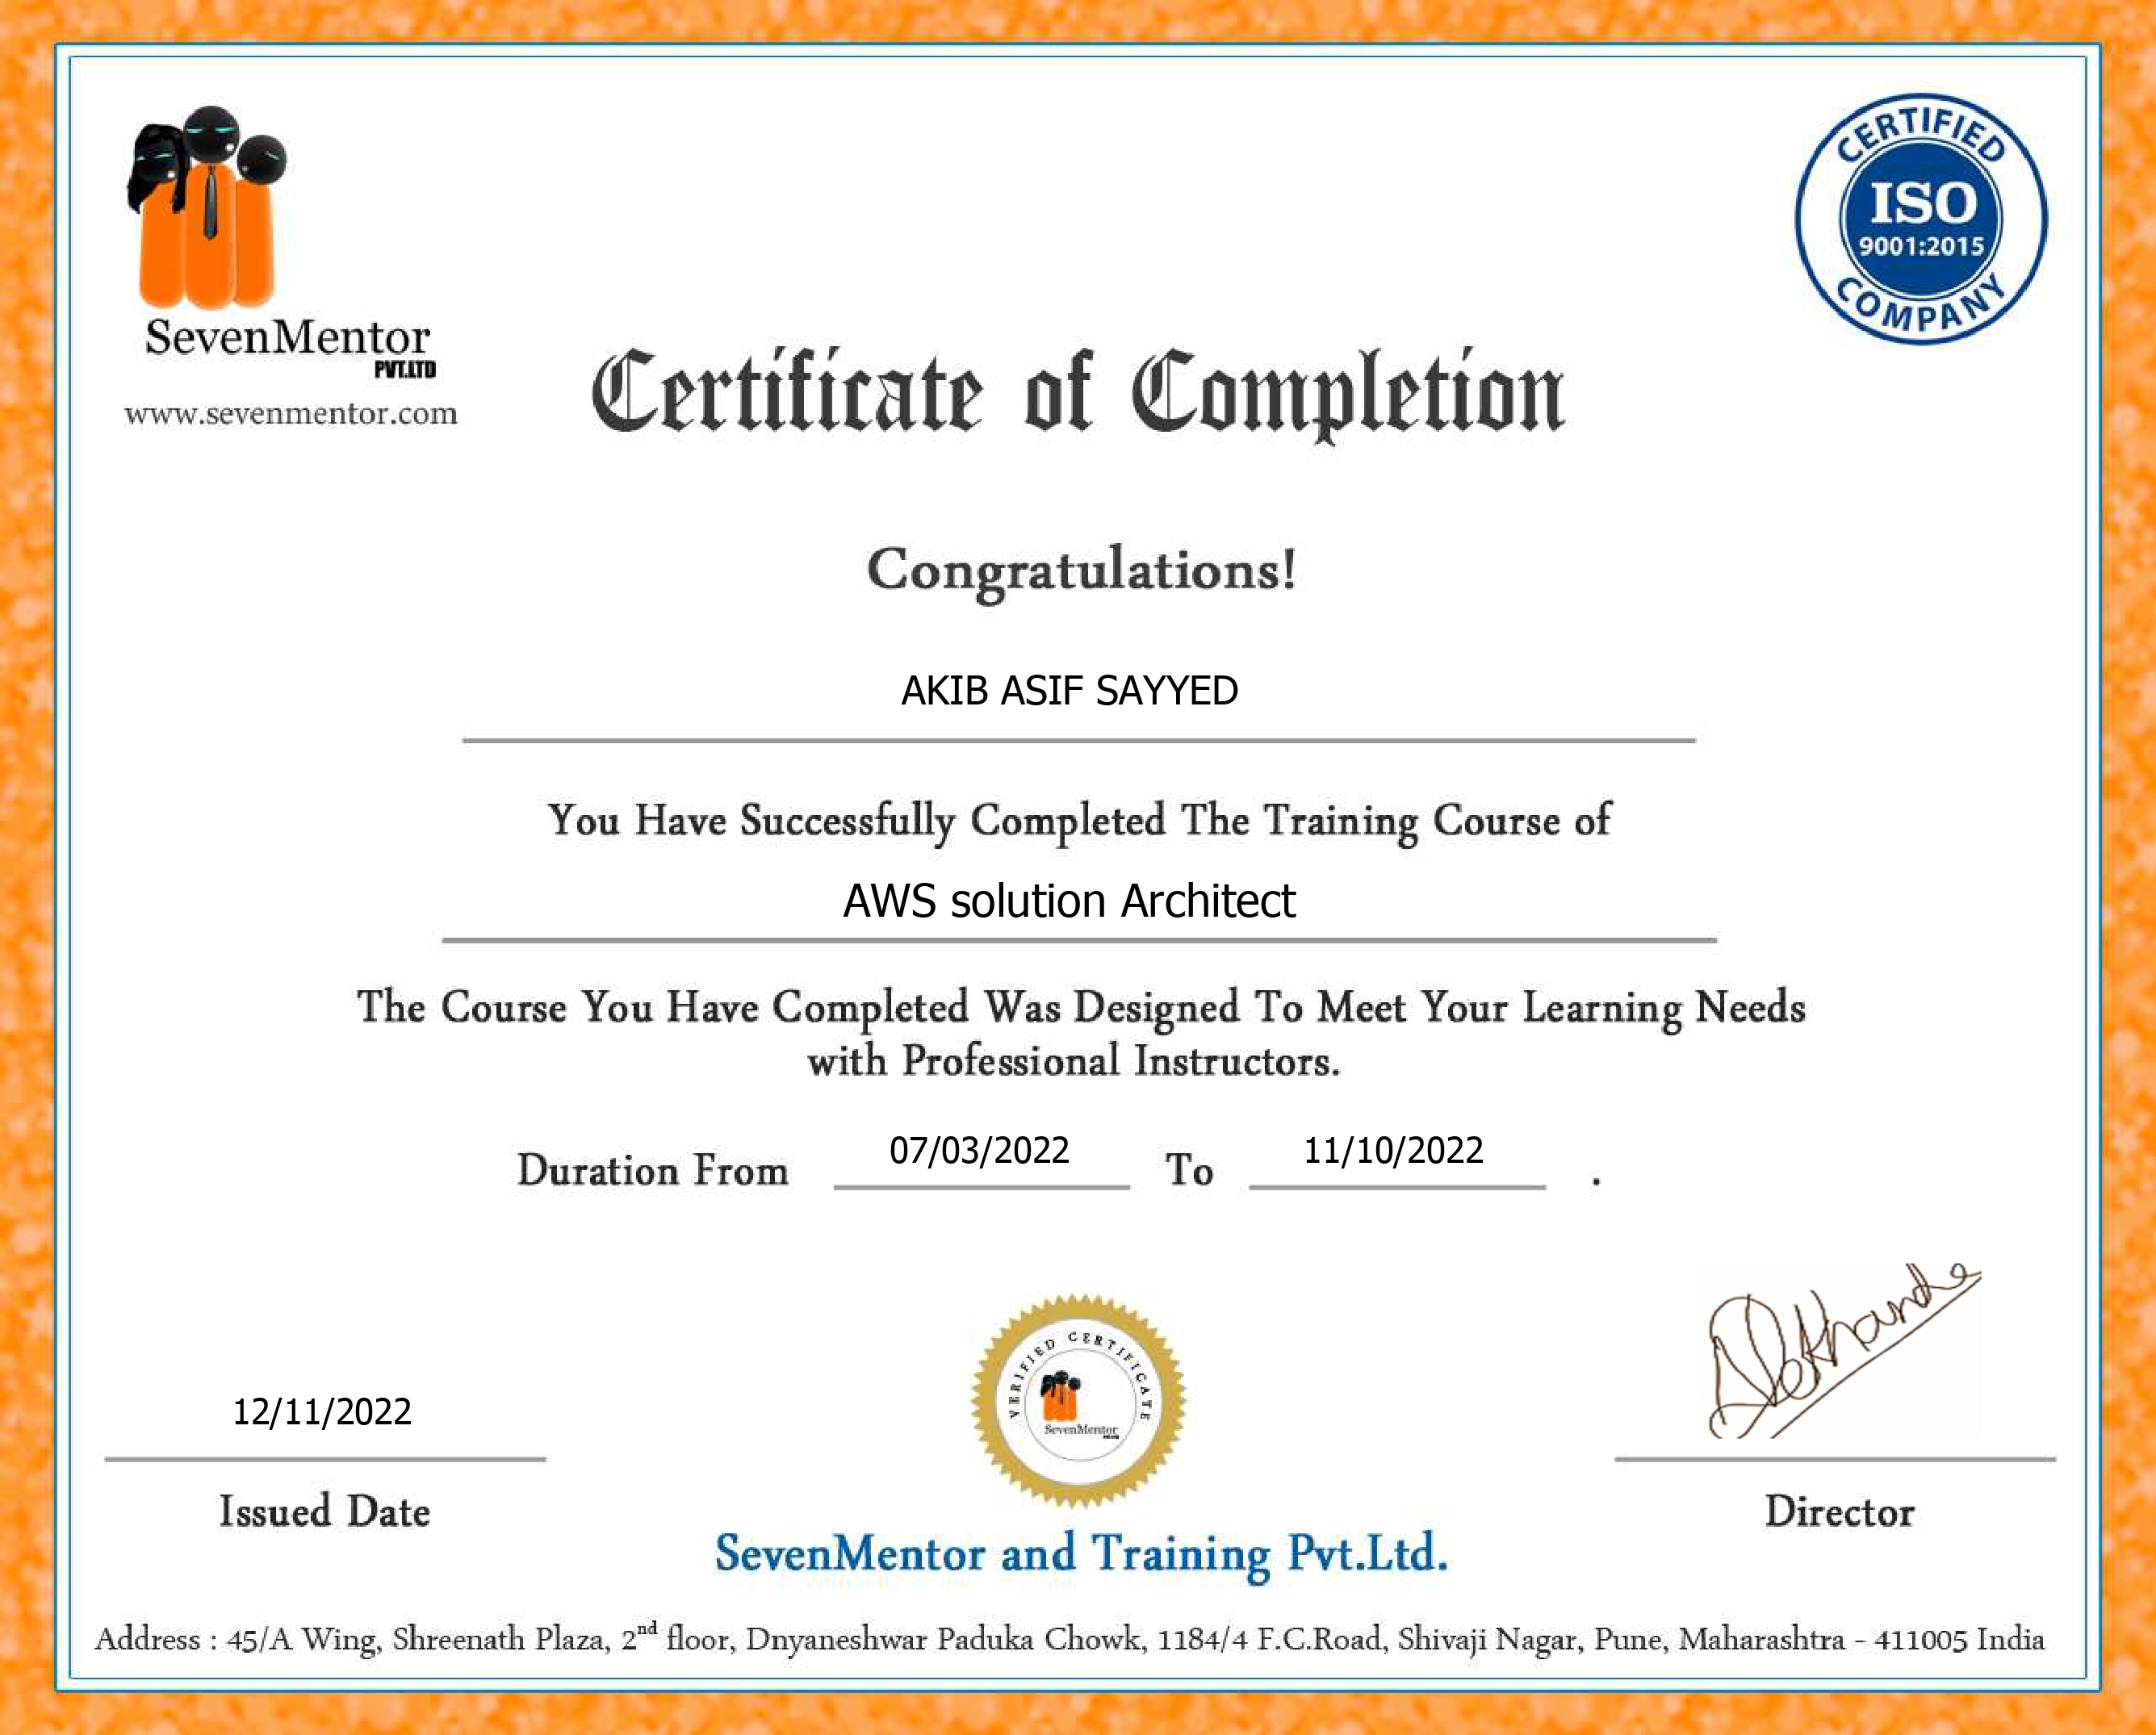 SevenMentor
PVT.LTD
www.sevenmentor.com
CERTIFIED
ISO
9001:2015
COMPANY
Certificate of Completion
Congratulations!
AKIB ASIF SAYYED
You Have Successfully Completed The Training Course of
AWS solution Architect
The Course You Have Completed Was Designed To Meet Your Learning Needs
with Professional Instructors.
Duration From 07/03/2022 To 11/10/2022 .
12/11/2022
Issued Date
VERIFIED CERTIFICATE
SevenMentor
Director
SevenMentor and Training Pvt.Ltd.
Address : 45/A Wing, Shreenath Plaza, 2nd floor, Dnyaneshwar Paduka Chowk, 1184/4 F.C.Road, Shivaji Nagar, Pune, Maharashtra - 411005 India